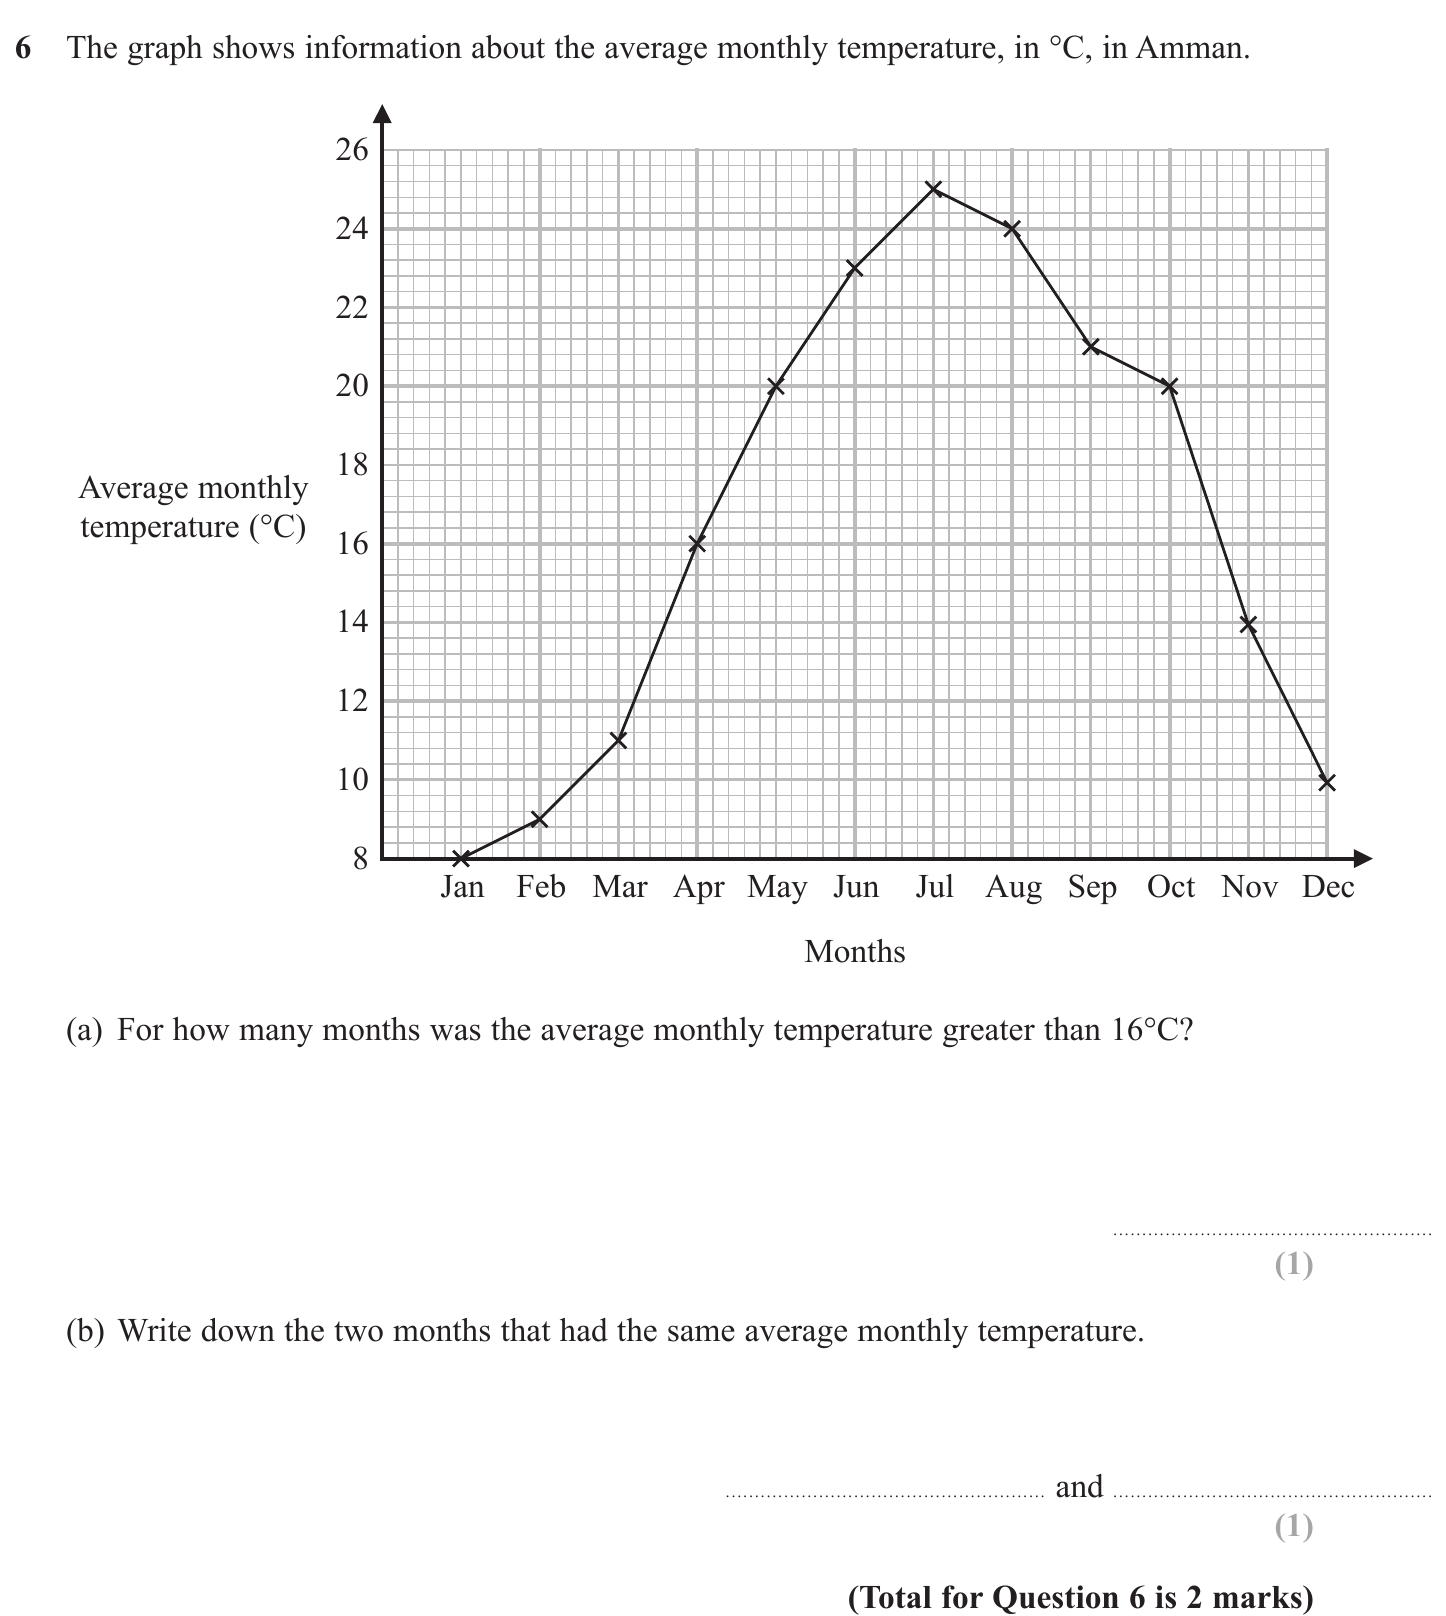 6 The graph shows information about the average monthly temperature, in °C, in Amman.
26
24
22
20
18
Average monthly
temperature (°C)
16
14
12
10
8
Jan Feb Mar Apr May Jun Jul Aug Sep Oct Nov Dec
Months
(a) For how many months was the average monthly temperature greater than 16°C?
(1)
(b) Write down the two months that had the same average monthly temperature.
and
(1)
(Total for Question 6 is 2 marks)